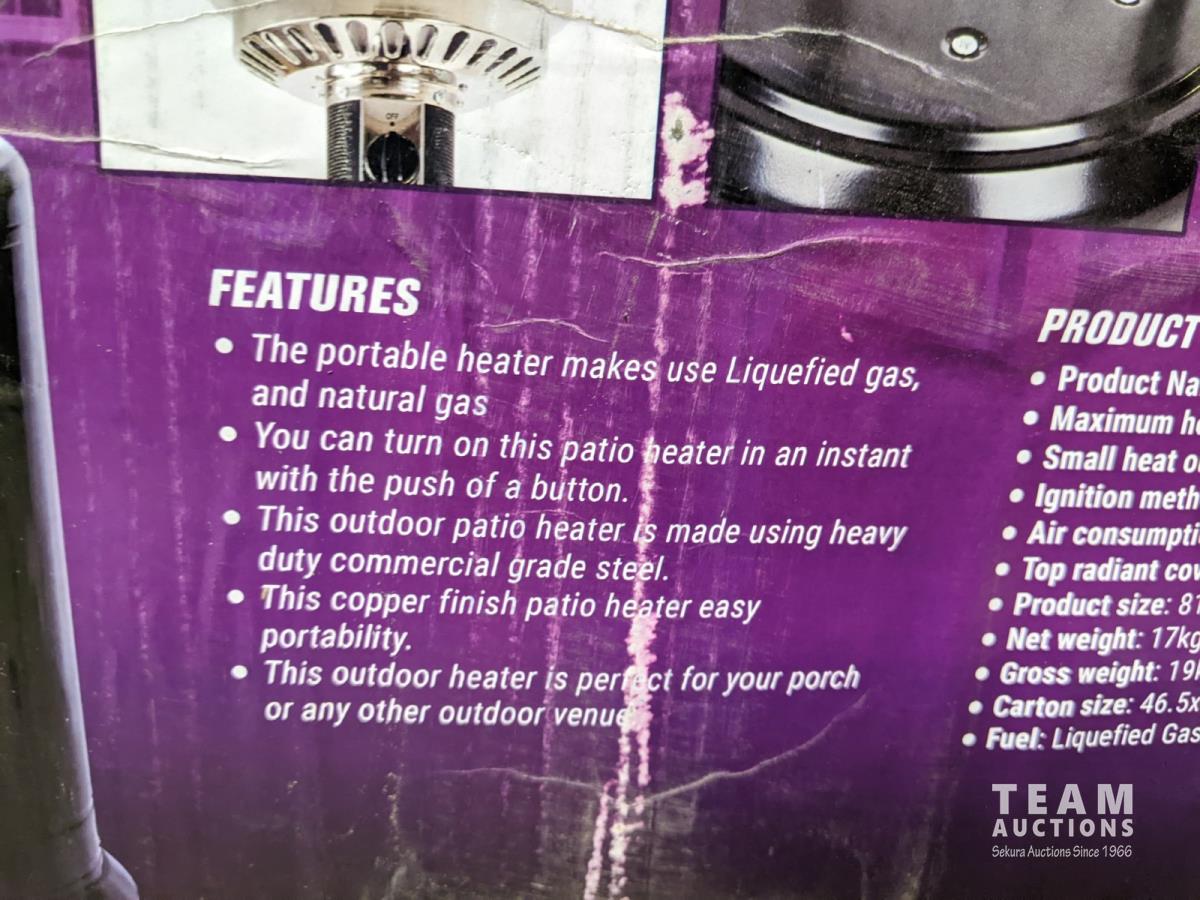 OFF
FEATURES
• The portable heater makes use Liquefied gas,
and natural gas
• You can turn on this patio heater in an instant
with the push of a button.
• This outdoor patio heater is made using heavy
duty commercial grade steel.
• This copper finish patio heater easy
portability.
• This outdoor heater is perfect for your porch
or any other outdoor venue
PRODUCT
• Product Na
• Maximum he
• Small heat o
• Ignition meth
• Air consumpti
• Top radiant cov
• Product size: 81
• Net weight: 17kg
• Gross weight: 19
• Carton size: 46.5x
• Fuel: Liquefied Gas
TEAM
AUCTIONS
Sekura Auctions Since 1966